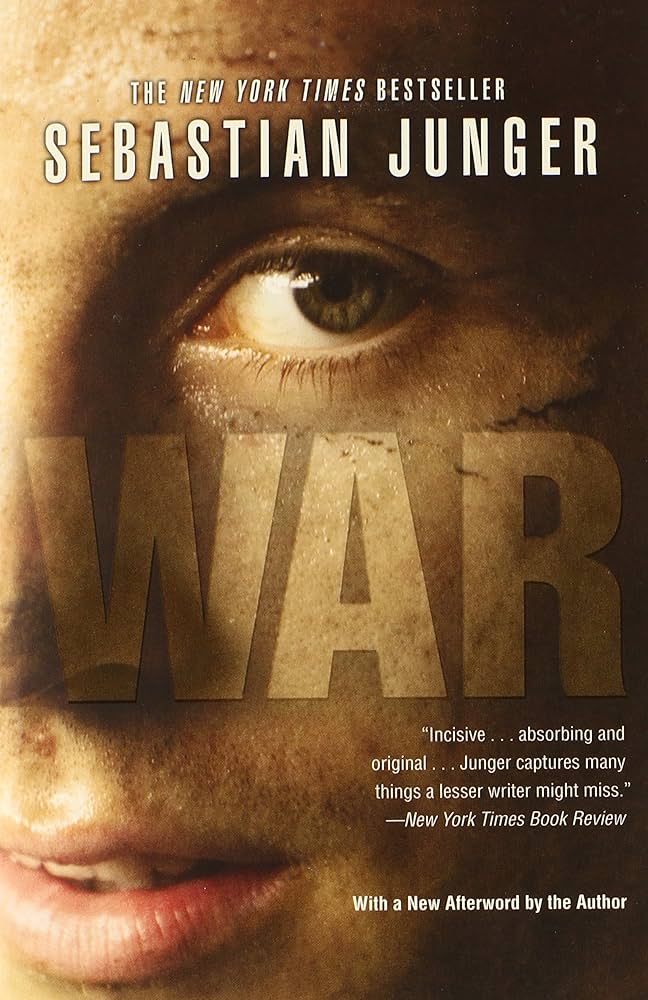 THE NEW YORK TIMES BESTSELLER
SEBASTIAN JUNGER
WAR
“Incisive . . . absorbing and
original . . . Junger captures many
things a lesser writer might miss.”
—New York Times Book Review
With a New Afterword by the Author